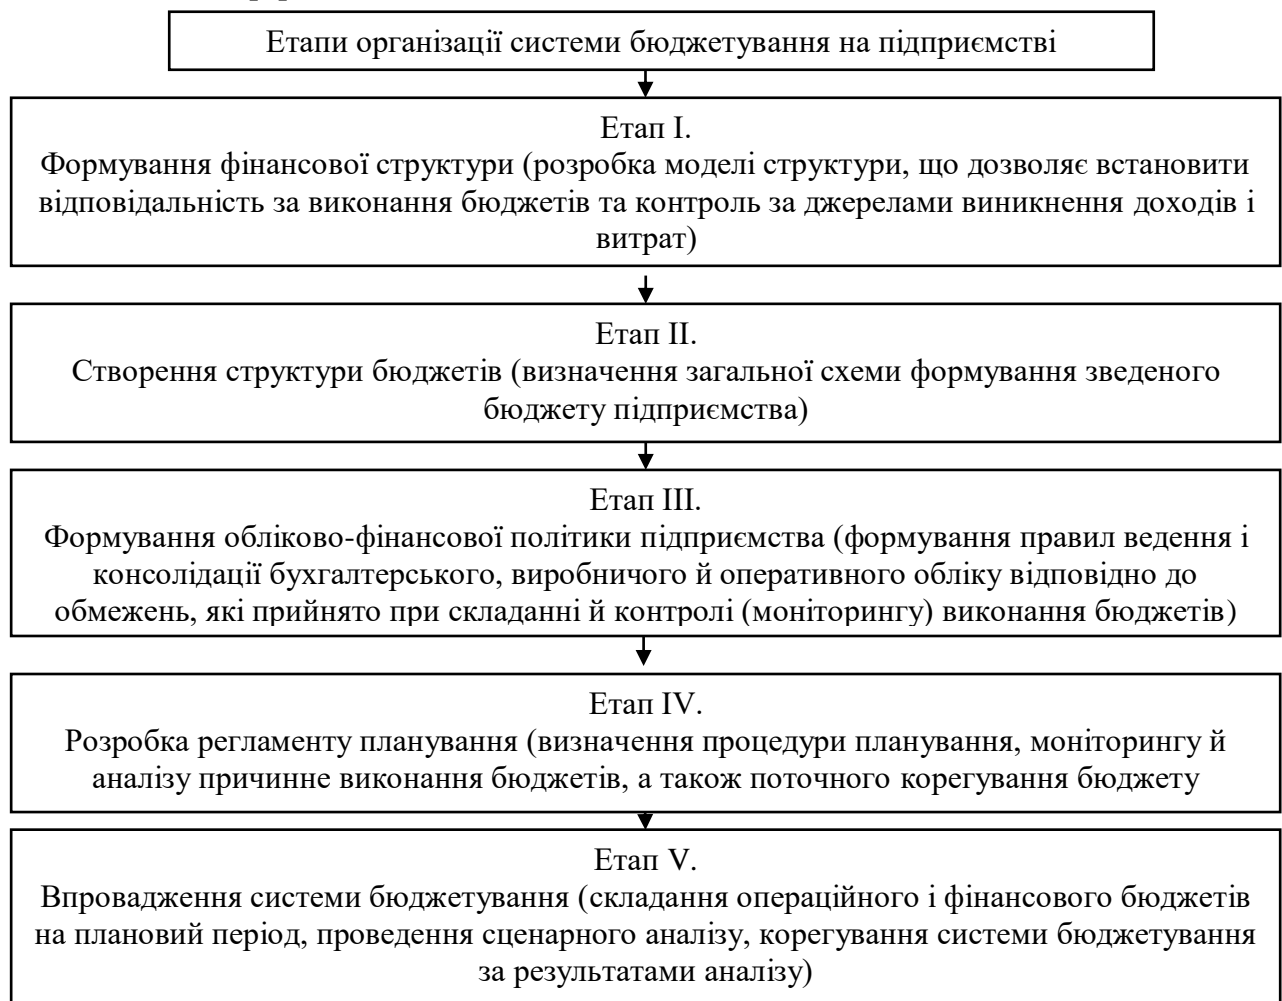 Етапи організації системи бюджетування на підприємстві
Етап I.
Формування фінансової структури (розробка моделі структури, що дозволяє встановити
відповідальність за виконання бюджетів та контроль за джерелами виникнення доходів і
витрат)
Етап II.
Створення структури бюджетів (визначення загальної схеми формування зведеного
бюджету підприємства)
Етап III.
Формування обліково-фінансової політики підприємства (формування правил ведення і
консолідації бухгалтерського, виробничого й оперативного обліку відповідно до
обмежень, які прийнято при складанні й контролі (моніторингу) виконання бюджетів)
Етап IV.
Розробка регламенту планування (визначення процедури планування, моніторингу й
аналізу причинне виконання бюджетів, а також поточного корегування бюджету
Етап V.
Впровадження системи бюджетування (складання операційного і фінансового бюджетів
на плановий період, проведення сценарного аналізу, корегування системи бюджетування
за результатами аналізу)